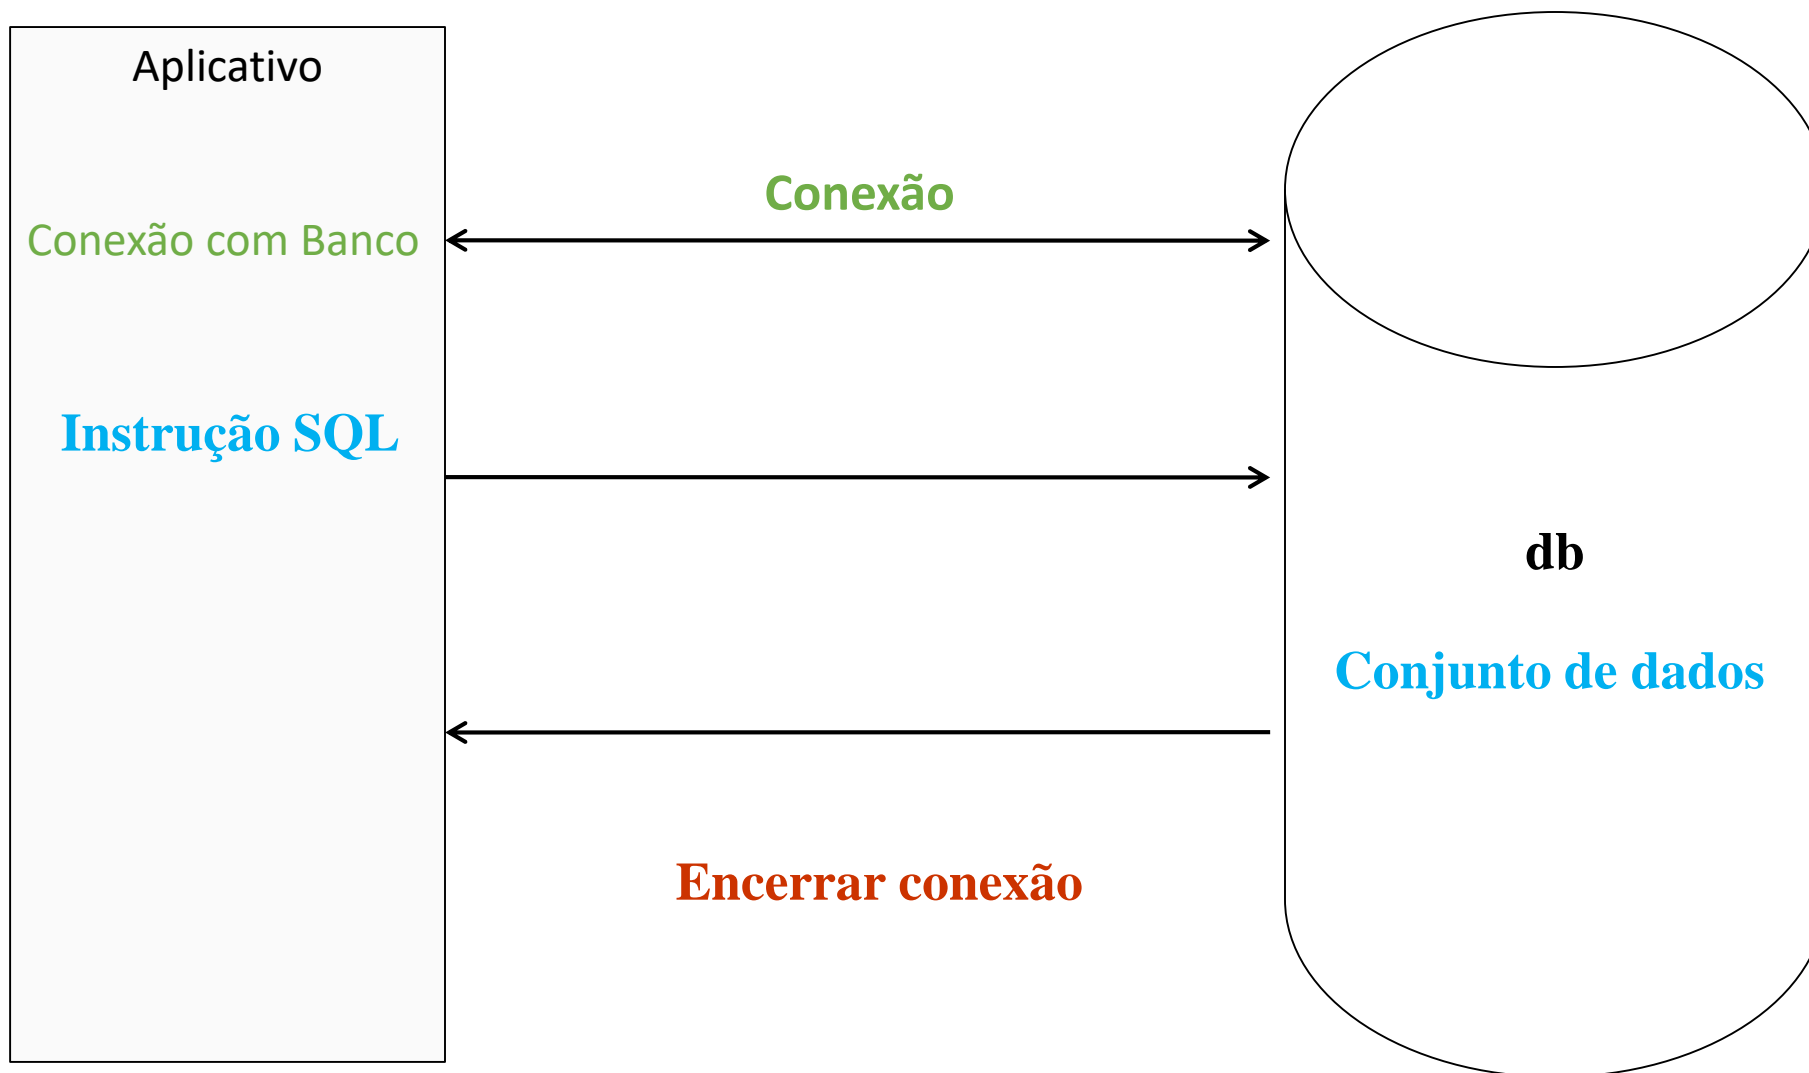 Aplicativo
Conexão
Conexão com Banco
Instrução SQL
db
Conjunto de dados
Encerrar conexão